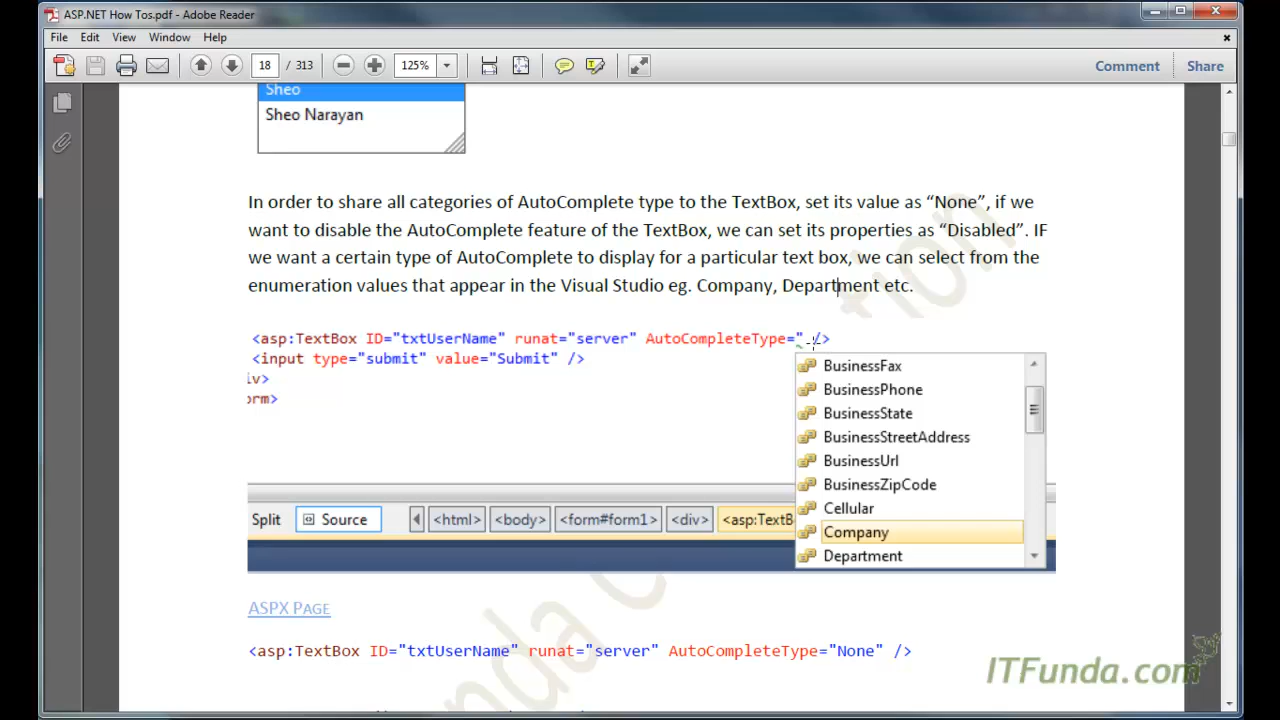 ASP.NET How Tos.pdf - Adobe Reader
File Edit View Window Help
18 / 313 125% Comment Share
Sheo
Sheo Narayan
In order to share all categories of AutoComplete type to the TextBox, set its value as “None”, if we
want to disable the AutoComplete feature of the TextBox, we can set its properties as “Disabled”. IF
we want a certain type of AutoComplete to display for a particular text box, we can select from the
enumeration values that appear in the Visual Studio eg. Company, Department etc.
<asp:TextBox ID="txtUserName" runat="server" AutoCompleteType=" />
<input type="submit" value="Submit" />
iv>
orm>
BusinessFax
BusinessPhone
BusinessState
BusinessStreetAddress
BusinessUrl
BusinessZipCode
Cellular
Company
Department
Split Source <html> <body> <form#form1> <div> <asp:TextB
ASPX PAGE
<asp:TextBox ID="txtUserName" runat="server" AutoCompleteType="None" />
ITFunda.com